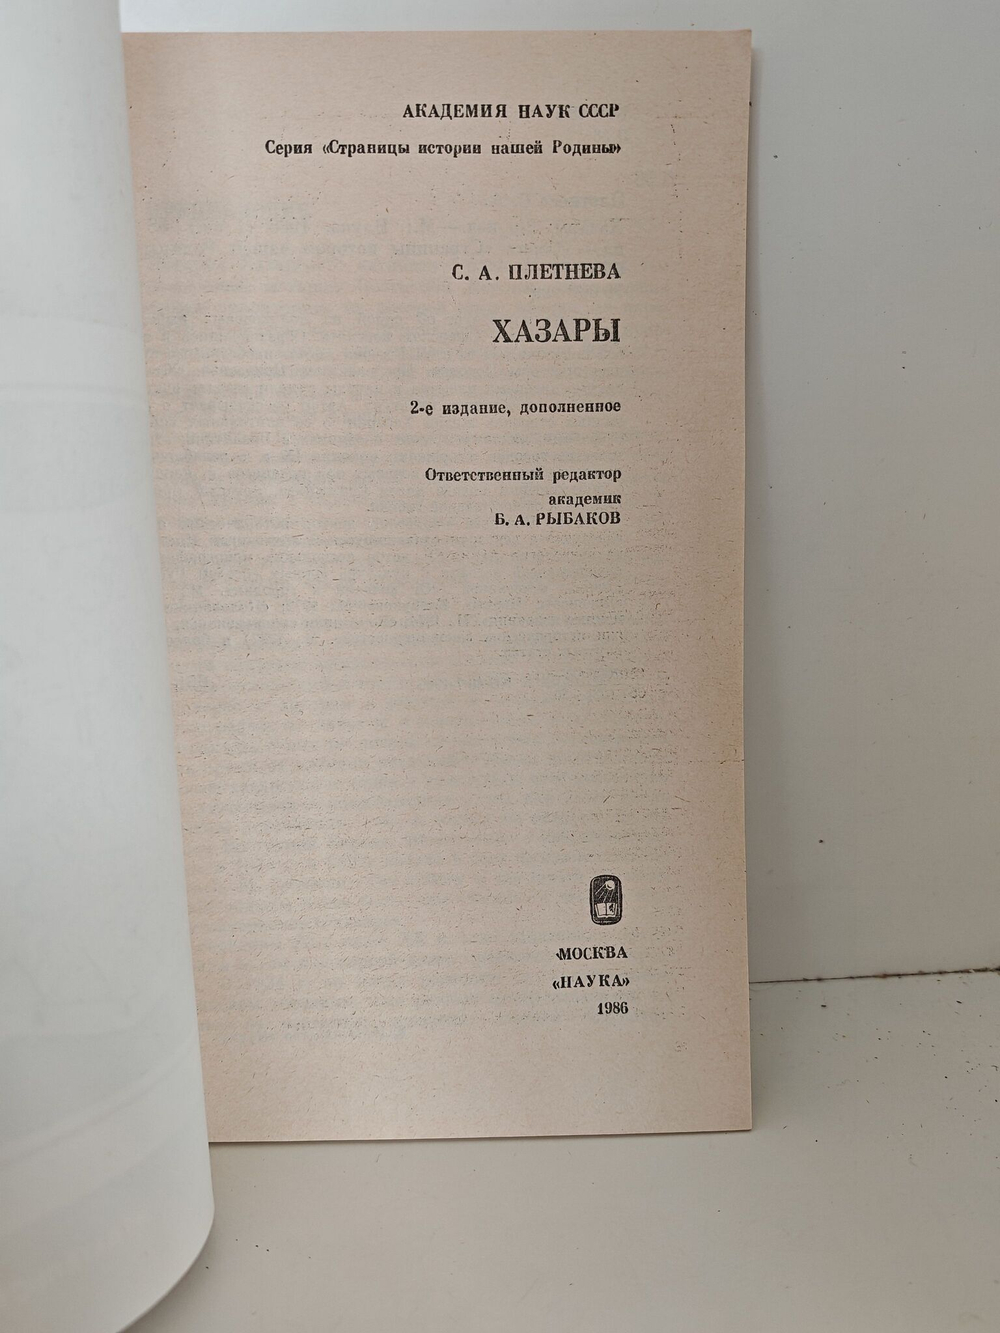 АКАДЕМИЯ НАУК СССР
Серия «Страницы истории нашей Родины»
С. А. ПЛЕТНЕВА
ХАЗАРЫ
2-е издание, дополненное
Ответственный редактор
академик
Б. А. РЫБАКОВ
МОСКВА
«НАУКА»
1986